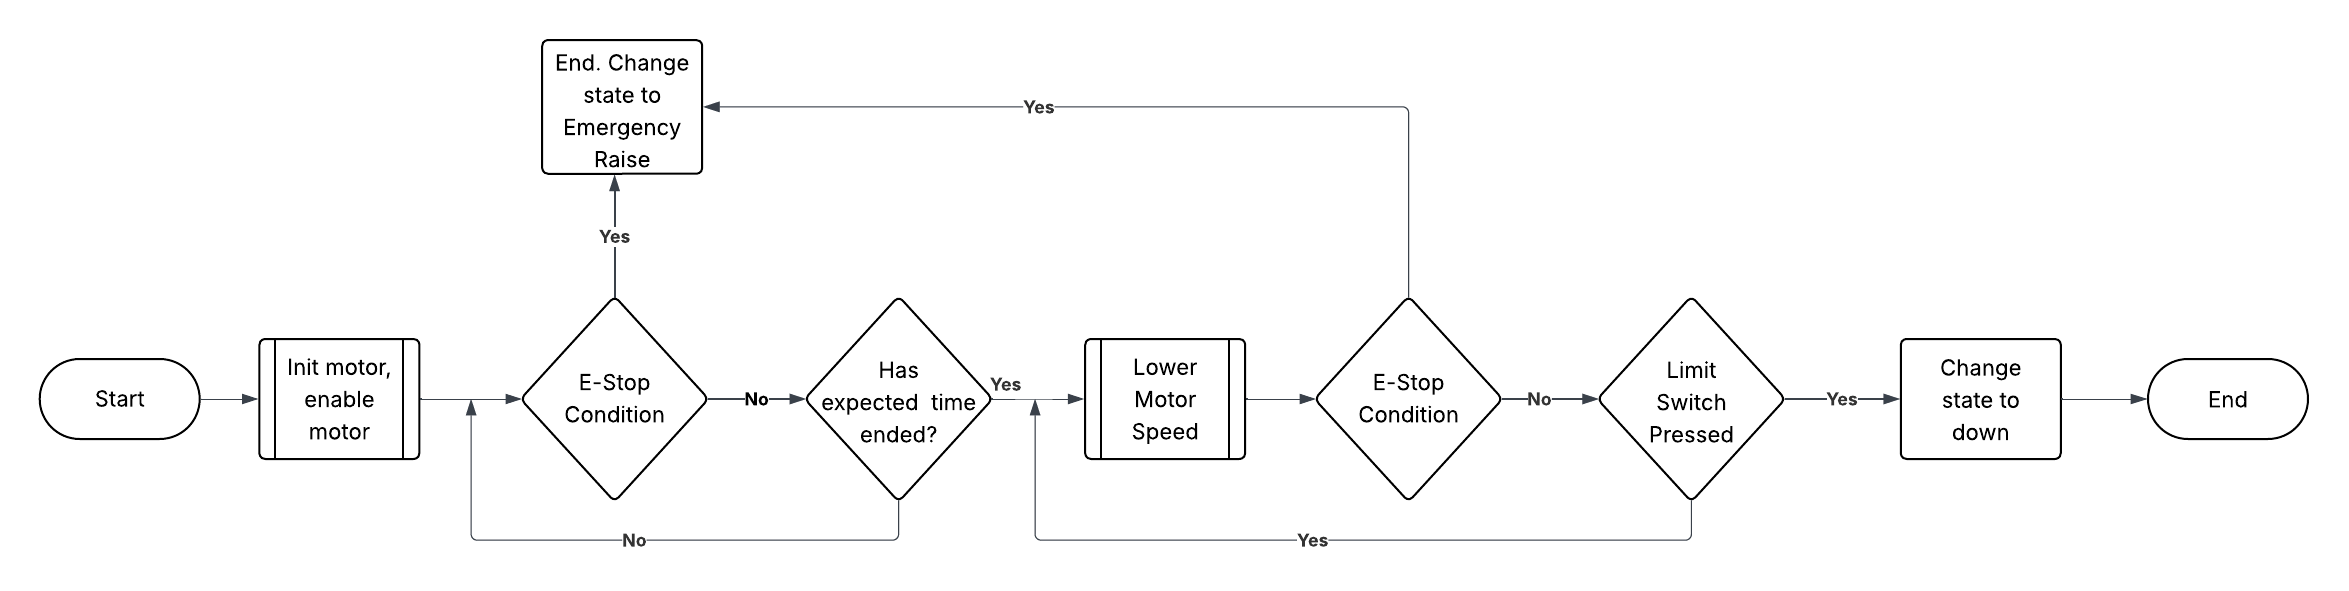 End. Change
state to
Emergency
Raise
Yes
Yes
Start
Init motor,
enable
motor
E-Stop
Condition
No
Has
expected  time
ended?
Yes
Lower
Motor
Speed
E-Stop
Condition
No
Limit
Switch
Pressed
Yes
Change
state to
down
End
No
Yes